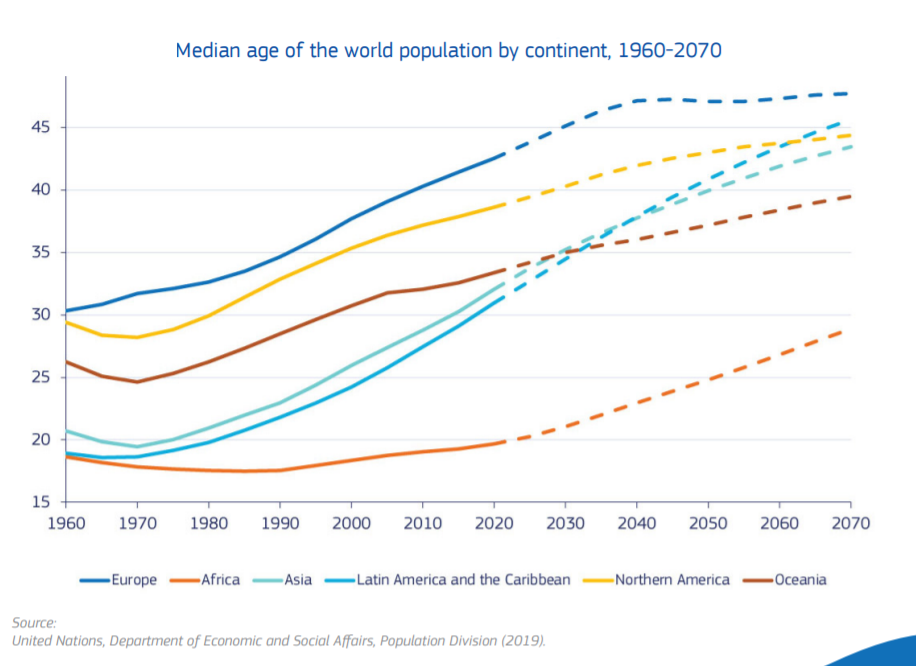 Median age of the world population by continent, 1960-2070
45
40
35
30
25
20
15
1960 1970 1980 1990 2000 2010 2020 2030 2040 2050 2060 2070
Europe Africa Asia Latin America and the Caribbean Northern America Oceania
Source:
United Nations, Department of Economic and Social Affairs, Population Division (2019).